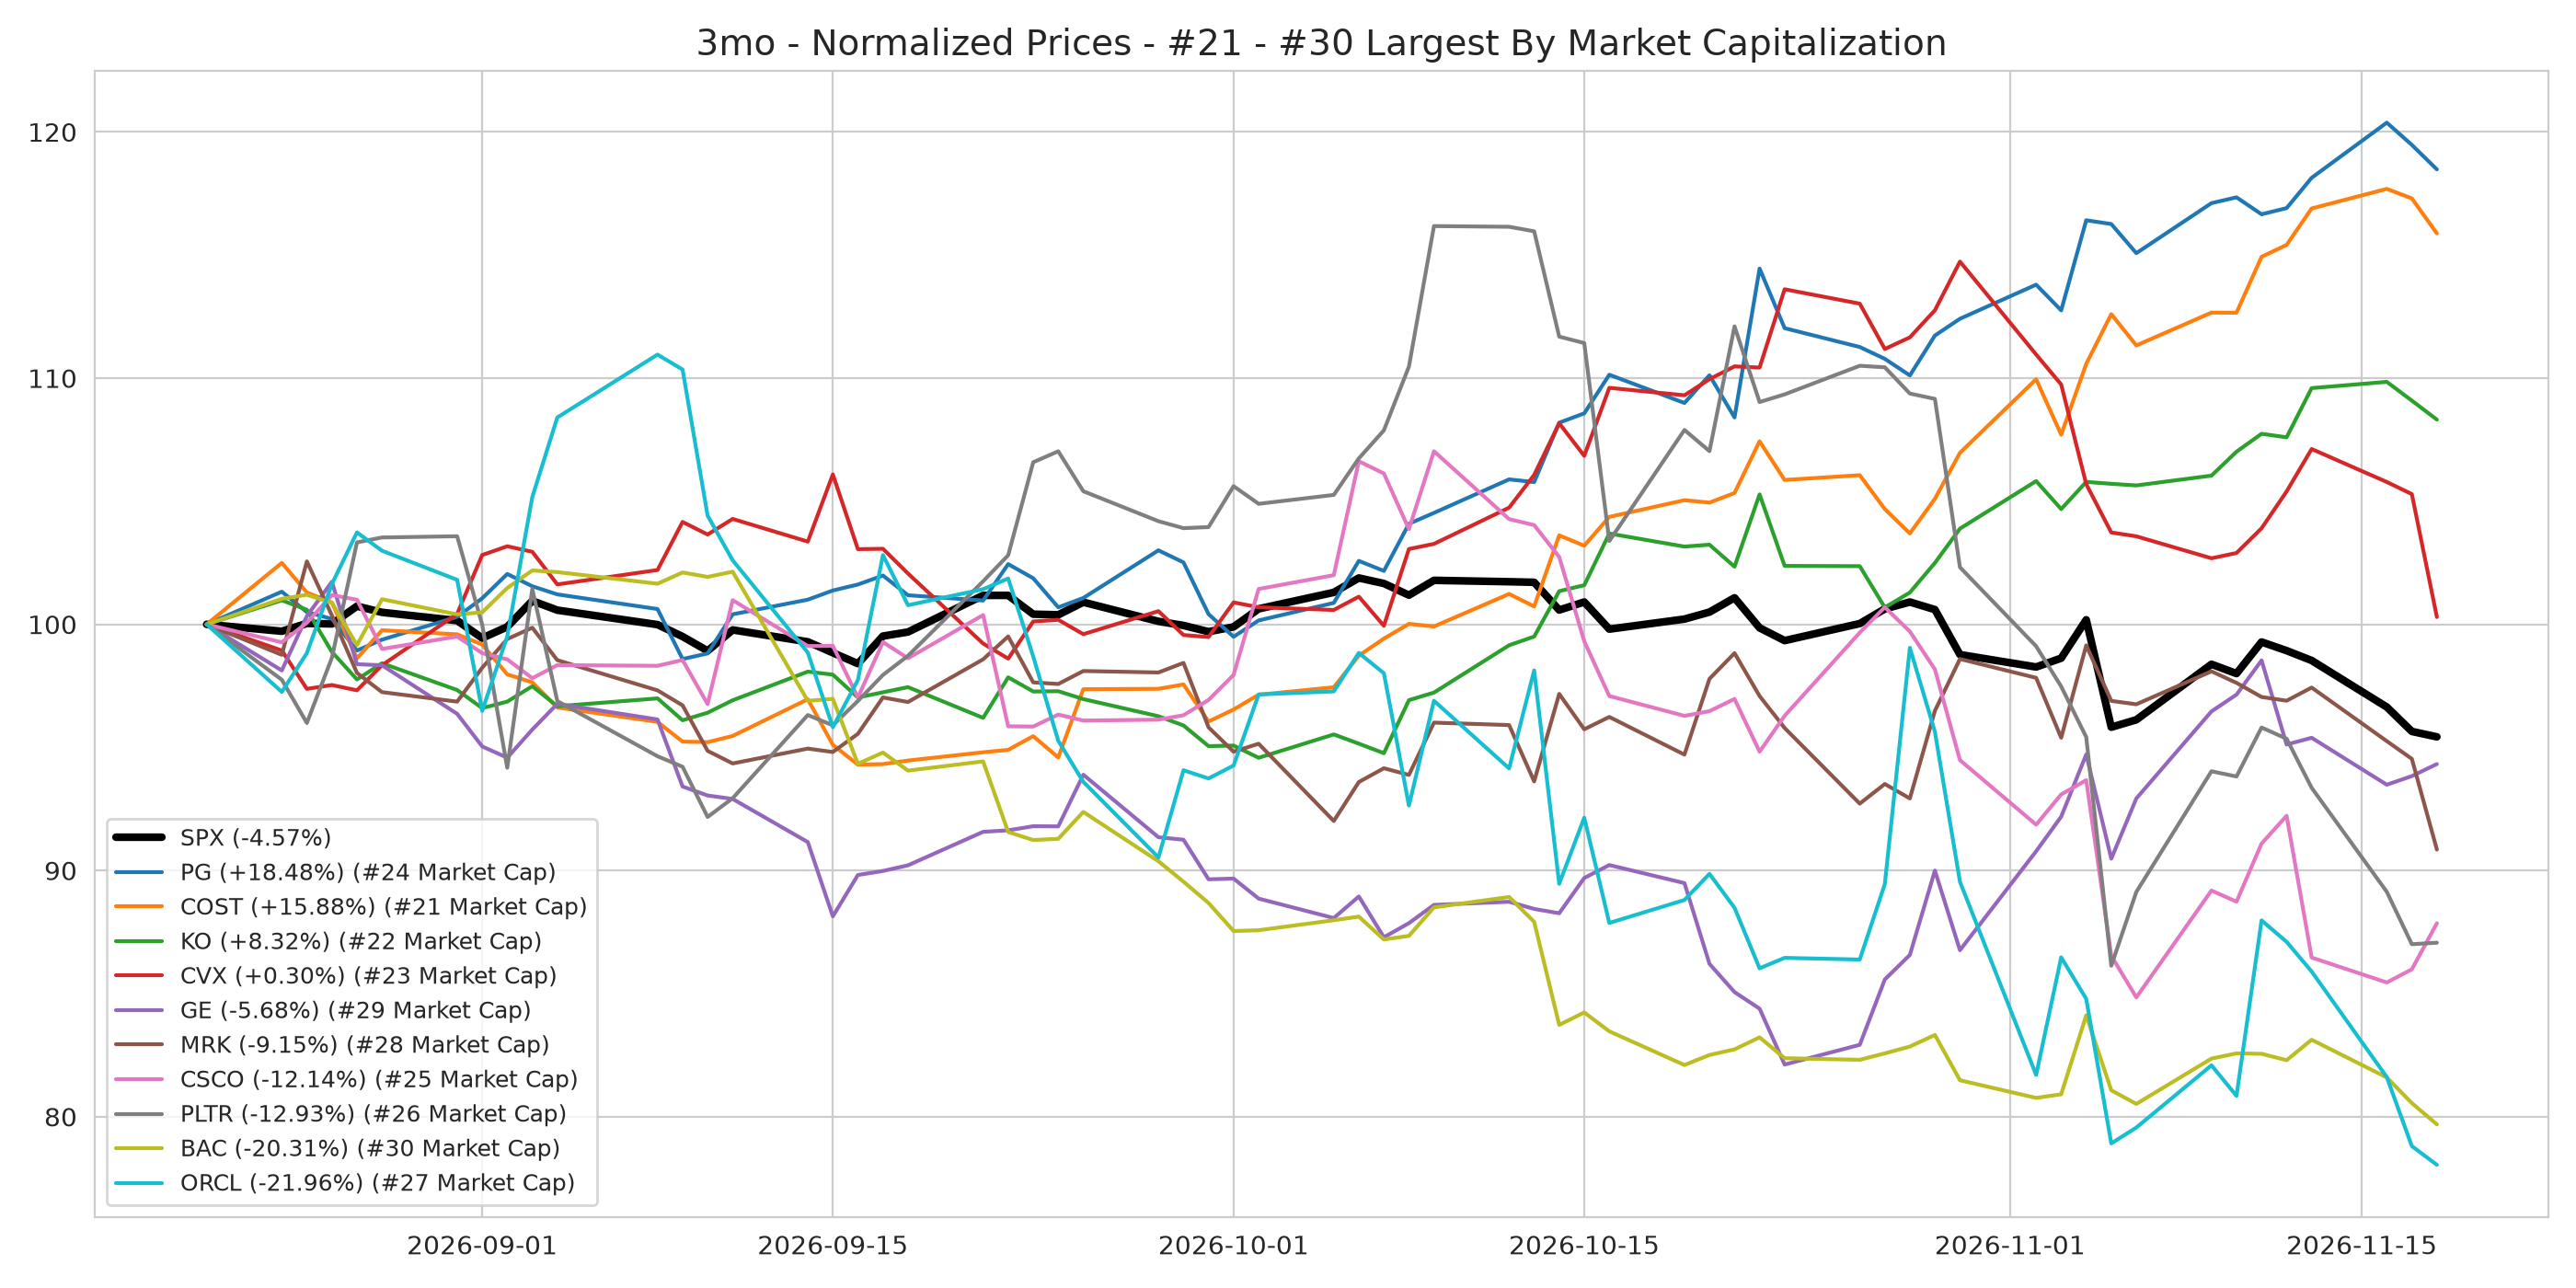 3mo - Normalized Prices - #21 - #30 Largest By Market Capitalization
120
110
100
90
80
SPX (-4.57%)
PG (+18.48%) (#24 Market Cap)
COST (+15.88%) (#21 Market Cap)
KO (+8.32%) (#22 Market Cap)
CVX (+0.30%) (#23 Market Cap)
GE (-5.68%) (#29 Market Cap)
MRK (-9.15%) (#28 Market Cap)
CSCO (-12.14%) (#25 Market Cap)
PLTR (-12.93%) (#26 Market Cap)
BAC (-20.31%) (#30 Market Cap)
ORCL (-21.96%) (#27 Market Cap)
2026-09-01
2026-09-15
2026-10-01
2026-10-15
2026-11-01
2026-11-15